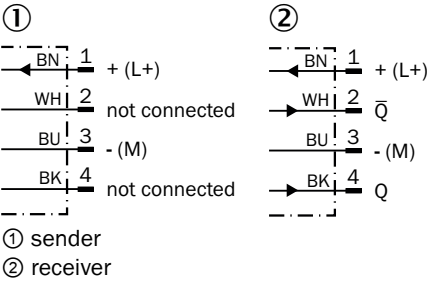 ① ②
BN 1 + (L+) BN 1 + (L+)
WH 2 not connected WH 2 Q̅
BU 3 - (M) BU 3 - (M)
BK 4 not connected BK 4 Q
① sender
② receiver